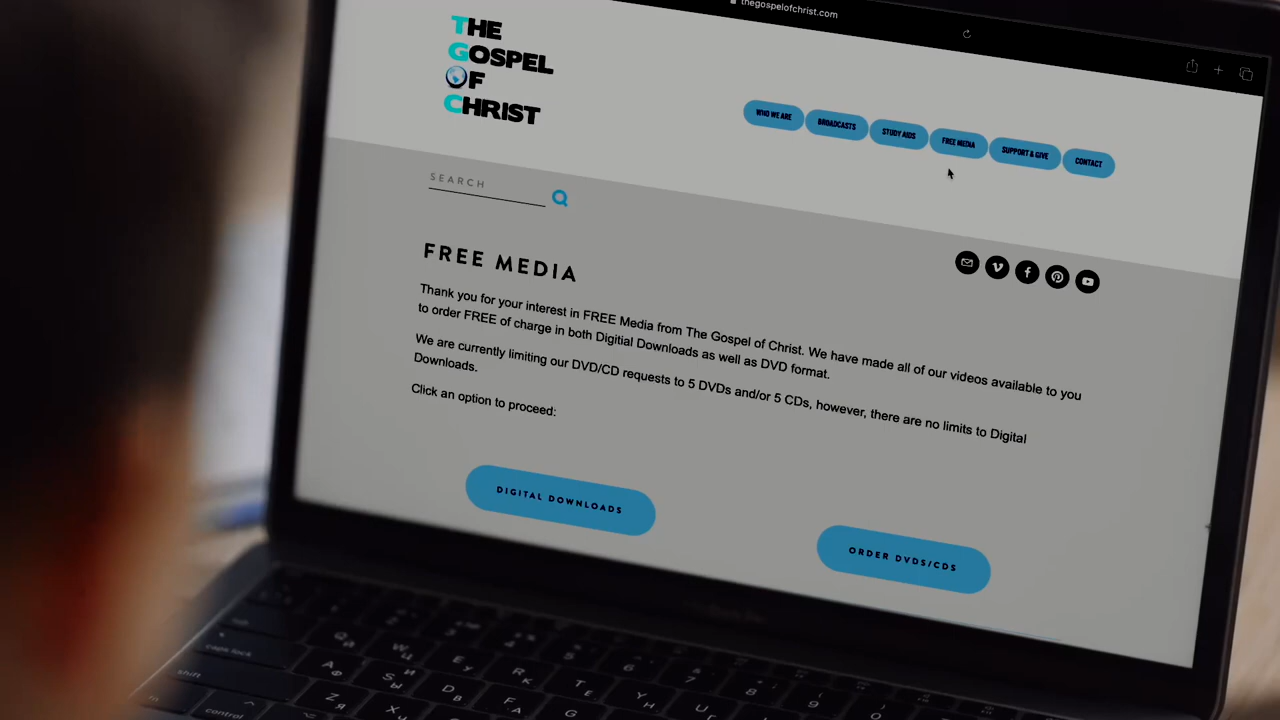 thegospelofchrist.com
THE
GOSPEL
OF
CHRIST
WHO WE ARE
BROADCASTS
STUDY AIDS
FREE MEDIA
SUPPORT & GIVE
CONTACT
SEARCH
FREE MEDIA
Thank you for your interest in FREE Media from The Gospel of Christ. We have made all of our videos available to you
to order FREE of charge in both Digitial Downloads as well as DVD format.
We are currently limiting our DVD/CD requests to 5 DVDs and/or 5 CDs, however, there are no limits to Digital
Downloads.
Click an option to proceed:
DIGITAL DOWNLOADS
ORDER DVDS/CDS
caps lock
shift
control